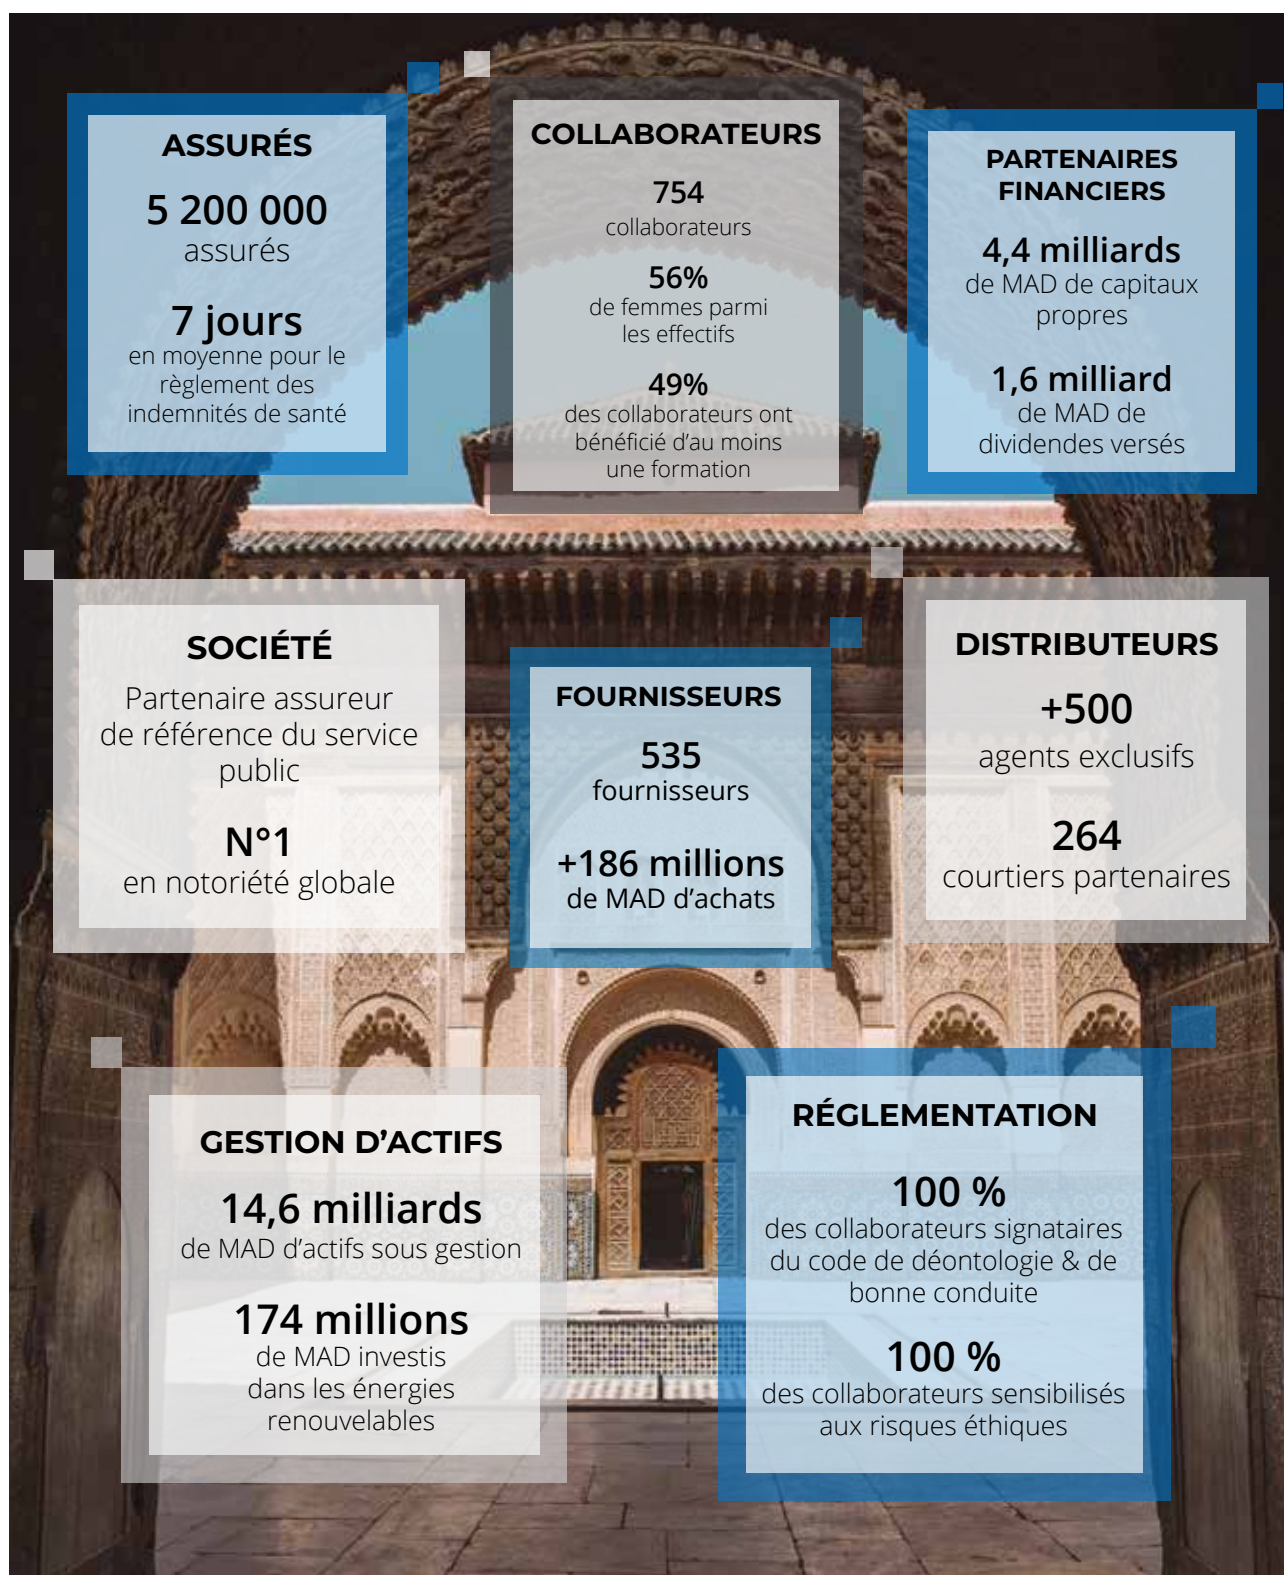 ASSURÉS
5 200 000
assurés
7 jours
en moyenne pour le
règlement des
indemnités de santé
COLLABORATEURS
754
collaborateurs
56%
de femmes parmi
les effectifs
49%
des collaborateurs ont
bénéficié d’au moins
une formation
PARTENAIRES
FINANCIERS
4,4 milliards
de MAD de capitaux
propres
1,6 milliard
de MAD de
dividendes versés
SOCIÉTÉ
Partenaire assureur
de référence du service
public
N°1
en notoriété globale
FOURNISSEURS
535
fournisseurs
+186 millions
de MAD d’achats
DISTRIBUTEURS
+500
agents exclusifs
264
courtiers partenaires
GESTION D’ACTIFS
14,6 milliards
de MAD d’actifs sous gestion
174 millions
de MAD investis
dans les énergies
renouvelables
RÉGLEMENTATION
100 %
des collaborateurs signataires
du code de déontologie & de
bonne conduite
100 %
des collaborateurs sensibilisés
aux risques éthiques